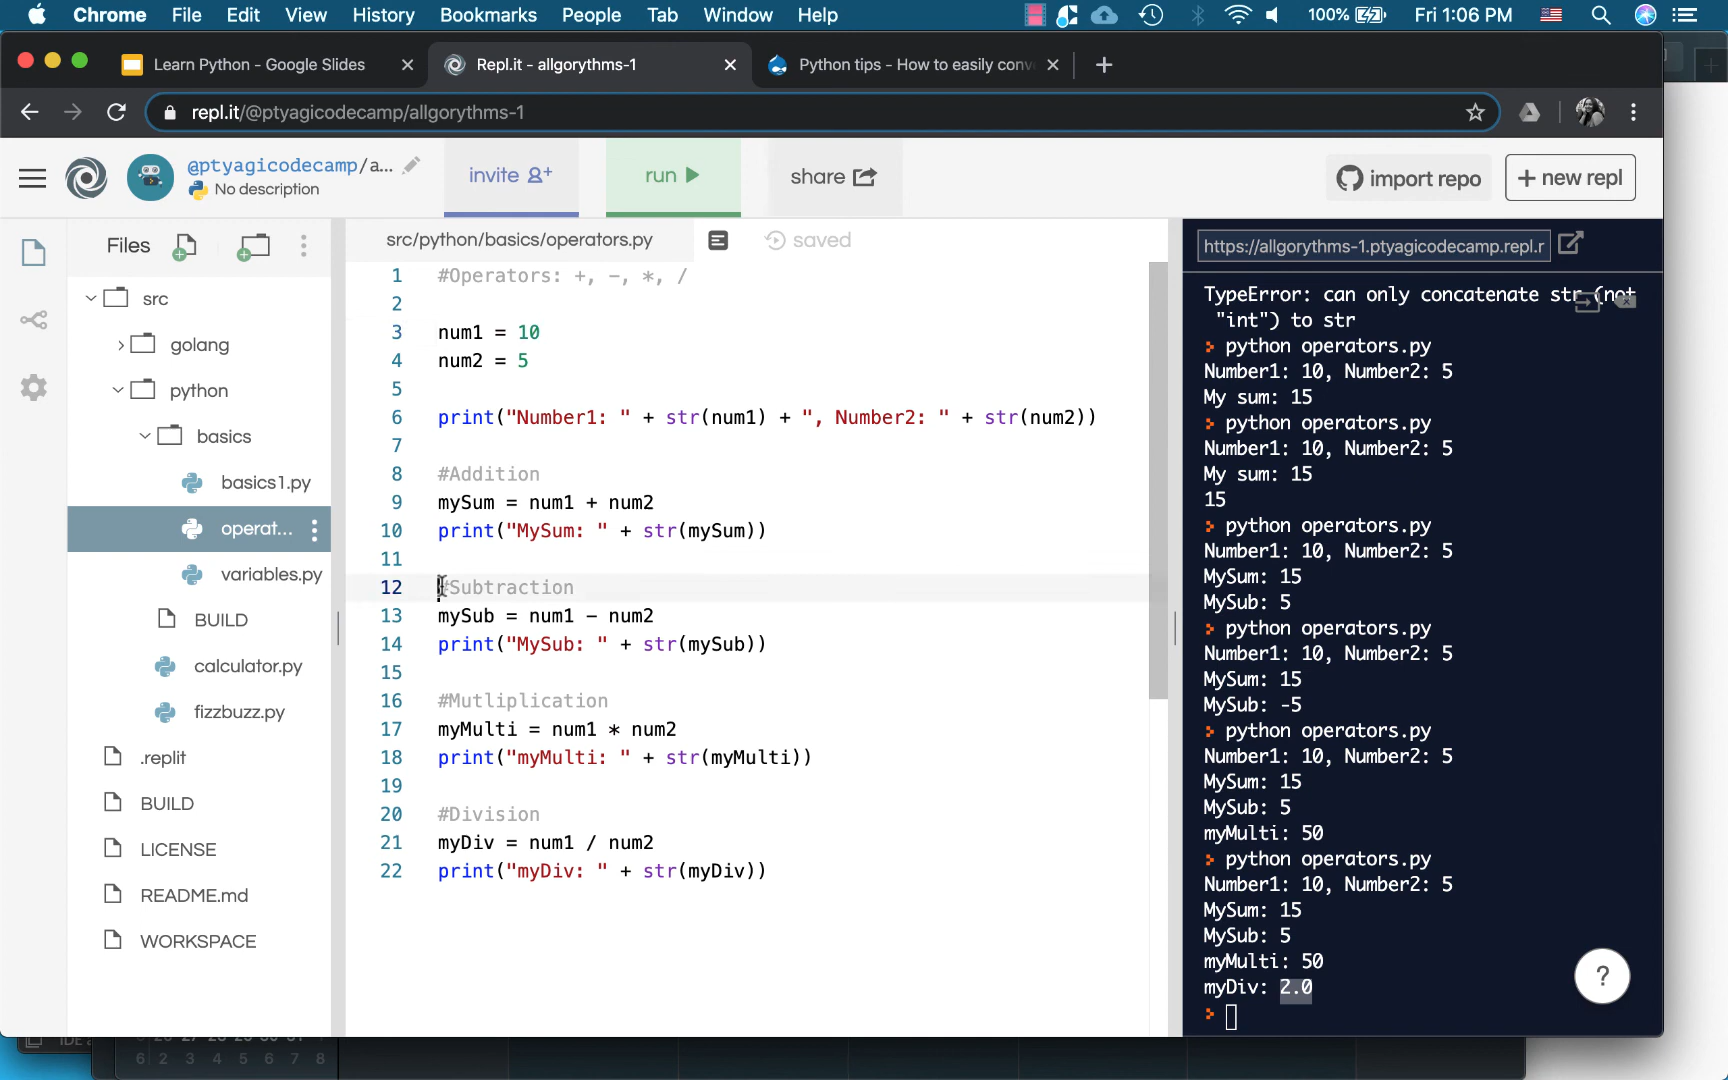 Chrome File Edit View History Bookmarks People Tab Window Help 100% Fri 1:06 PM
Learn Python - Google Slides Repl.it - allgorythms-1 Python tips - How to easily conv
repl.it/@ptyagicodecamp/allgorythms-1
@ptyagicodecamp/a... invite run share import repo + new repl
No description
Files src/python/basics/operators.py saved https://allgorythms-1.ptyagicodecamp.repl.r
src
golang
python
basics
basics1.py
operat...
variables.py
BUILD
calculator.py
fizzbuzz.py
.replit
BUILD
LICENSE
README.md
WORKSPACE
1 #Operators: +, -, *, /
2
3 num1 = 10
4 num2 = 5
5
6 print("Number1: " + str(num1) + ", Number2: " + str(num2))
7
8 #Addition
9 mySum = num1 + num2
10 print("MySum: " + str(mySum))
11
12 #Subtraction
13 mySub = num1 - num2
14 print("MySub: " + str(mySub))
15
16 #Mutliplication
17 myMulti = num1 * num2
18 print("myMulti: " + str(myMulti))
19
20 #Division
21 myDiv = num1 / num2
22 print("myDiv: " + str(myDiv))
TypeError: can only concatenate str (not
"int") to str
python operators.py
Number1: 10, Number2: 5
My sum: 15
python operators.py
Number1: 10, Number2: 5
My sum: 15
15
python operators.py
Number1: 10, Number2: 5
MySum: 15
MySub: 5
python operators.py
Number1: 10, Number2: 5
MySum: 15
MySub: -5
python operators.py
Number1: 10, Number2: 5
MySum: 15
MySub: 5
myMulti: 50
python operators.py
Number1: 10, Number2: 5
MySum: 15
MySub: 5
myMulti: 50
myDiv: 2.0
?
6 2 3 4 5 6 7 8